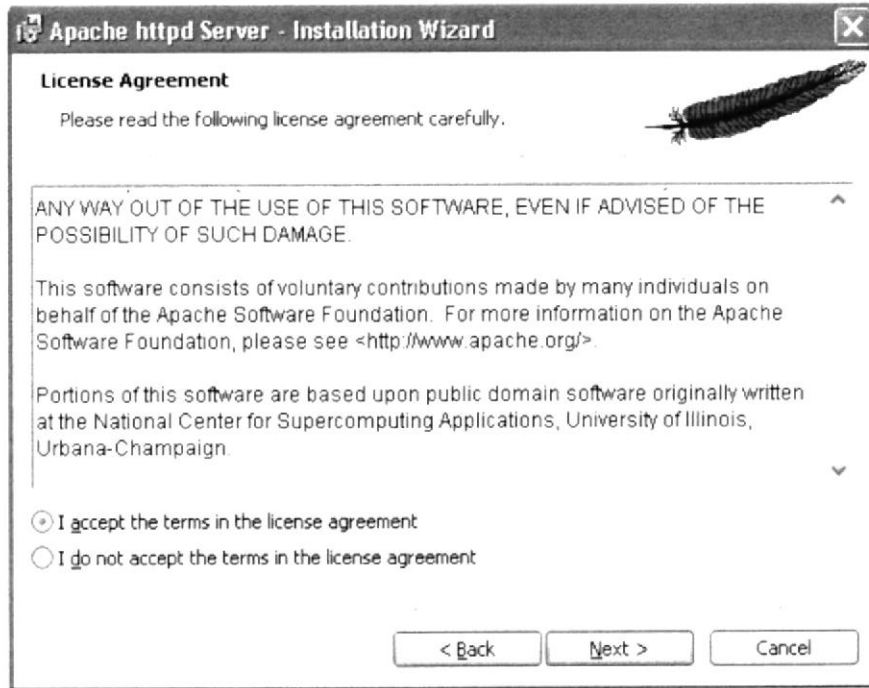 Apache httpd Server - Installation Wizard
License Agreement
Please read the following license agreement carefully.
ANY WAY OUT OF THE USE OF THIS SOFTWARE, EVEN IF ADVISED OF THE
POSSIBILITY OF SUCH DAMAGE.
This software consists of voluntary contributions made by many individuals on
behalf of the Apache Software Foundation. For more information on the Apache
Software Foundation, please see <http://www.apache.org/>.
Portions of this software are based upon public domain software originally written
at the National Center for Supercomputing Applications, University of Illinois,
Urbana-Champaign.
I accept the terms in the license agreement
I do not accept the terms in the license agreement
< Back Next > Cancel